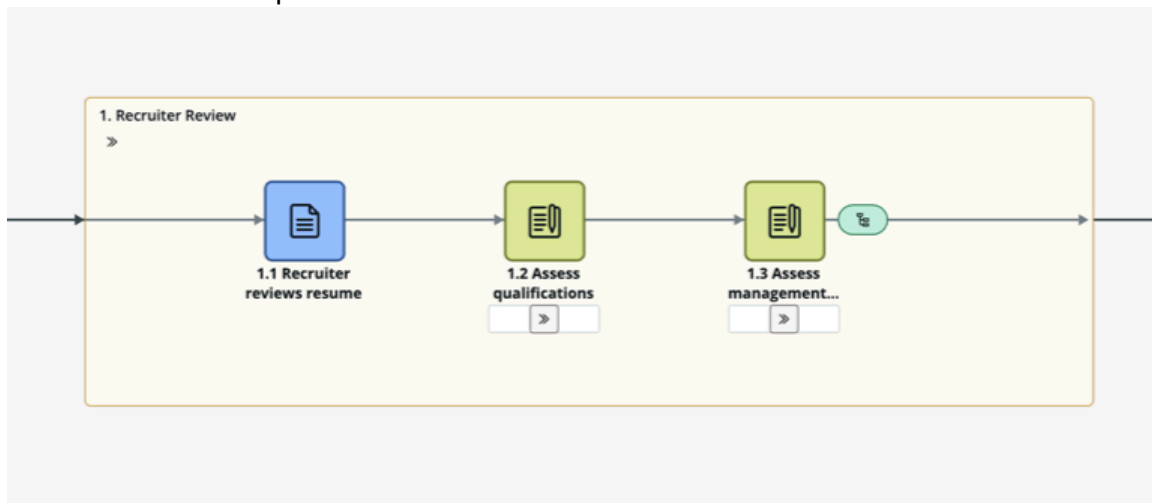 1. Recruiter Review
1.1 Recruiter
reviews resume
1.2 Assess
qualifications
1.3 Assess
management...